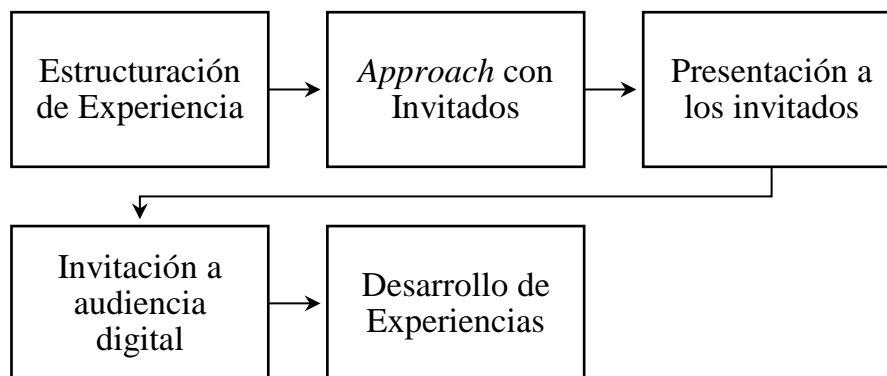 Estructuración
de Experiencia
Approach con
Invitados
Presentación a
los invitados
Invitación a
audiencia
digital
Desarrollo de
Experiencias